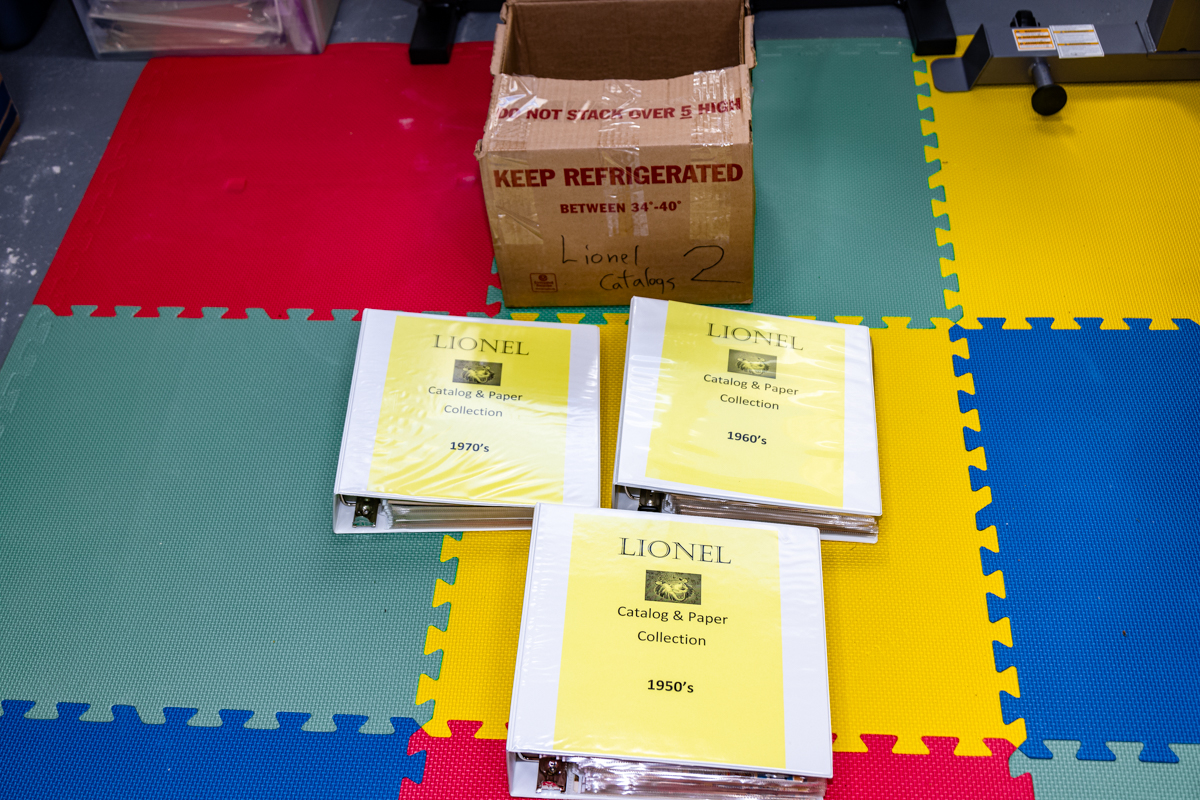 DO NOT STACK OVER 5 HIGH
KEEP REFRIGERATED
BETWEEN 34°-40°
Lionel
Catalogs 2
LIONEL
Catalog & Paper
Collection
1970's
LIONEL
Catalog & Paper
Collection
1960's
LIONEL
Catalog & Paper
Collection
1950's